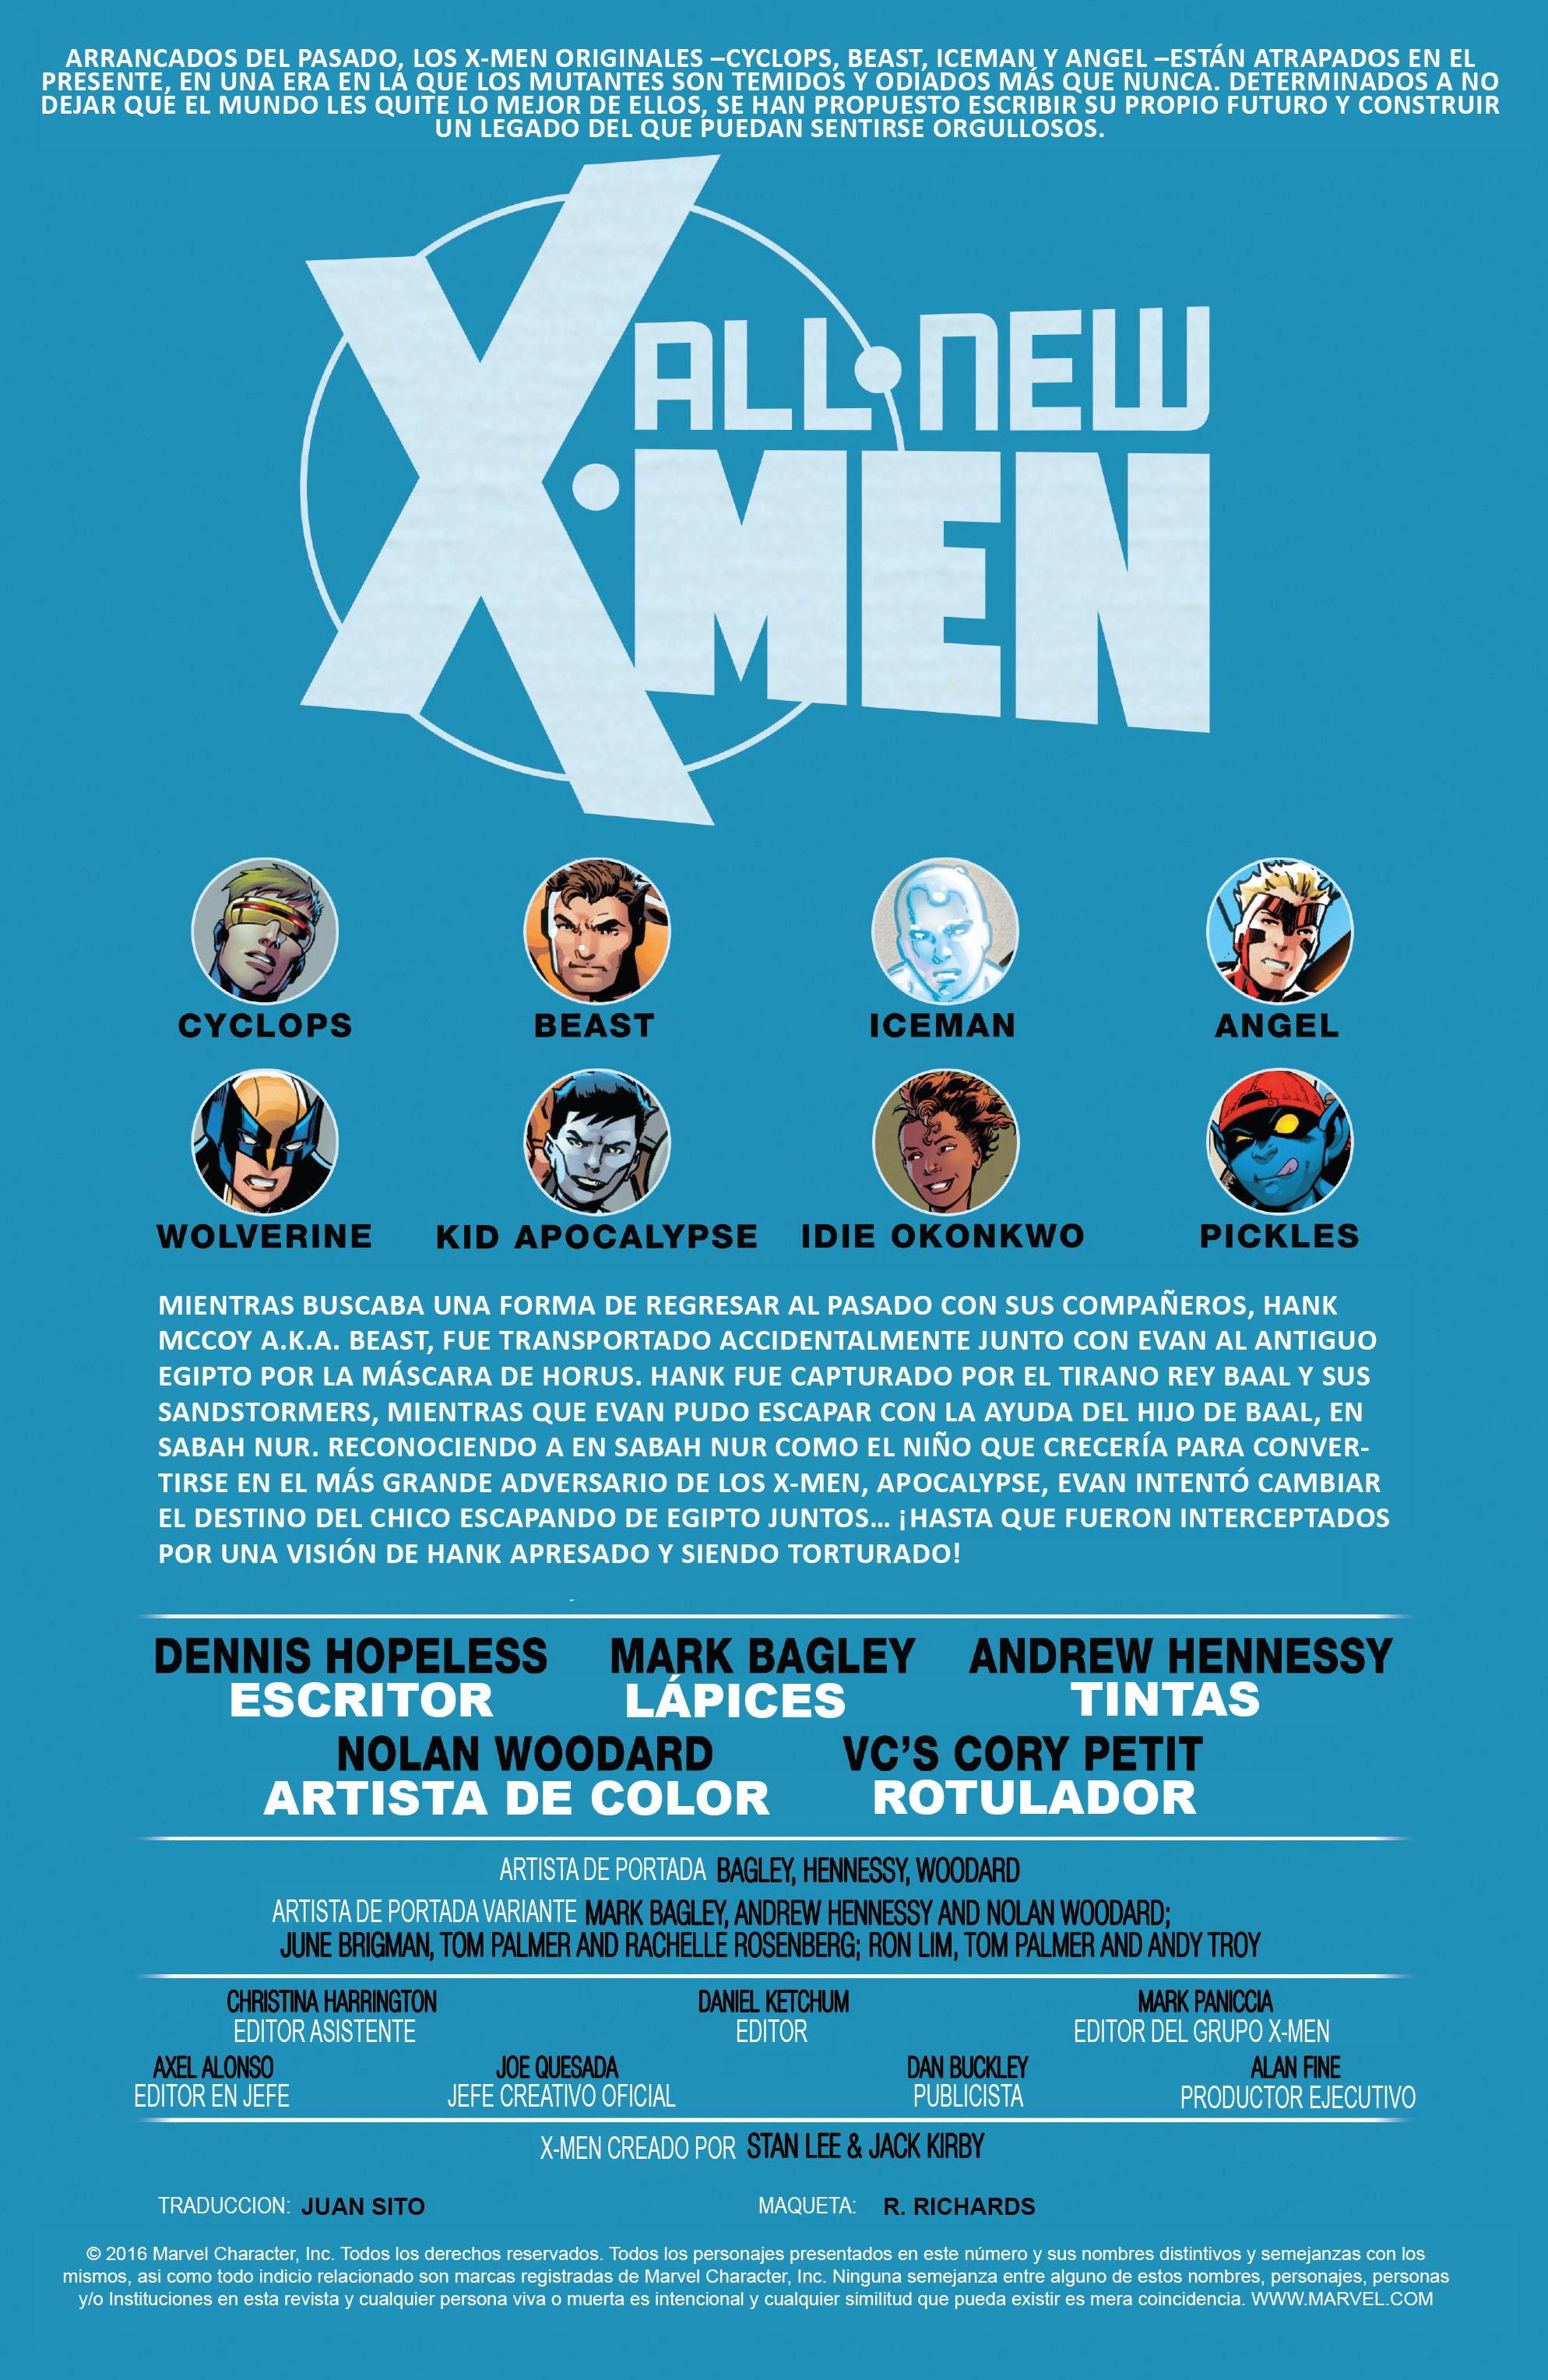 ARRANCADOS DEL PASADO, LOS X-MEN ORIGINALES –CYCLOPS, BEAST, ICEMAN Y ANGEL –ESTÁN ATRAPADOS EN EL
PRESENTE, EN UNA ERA EN LA QUE LOS MUTANTES SON TEMIDOS Y ODIADOS MÁS QUE NUNCA. DETERMINADOS A NO
DEJAR QUE EL MUNDO LES QUITE LO MEJOR DE ELLOS, SE HAN PROPUESTO ESCRIBIR SU PROPIO FUTURO Y CONSTRUIR
UN LEGADO DEL QUE PUEDAN SENTIRSE ORGULLOSOS.
ALL·NEW
X·MEN
CYCLOPS BEAST ICEMAN ANGEL
WOLVERINE KID APOCALYPSE IDIE OKONKWO PICKLES
MIENTRAS BUSCABA UNA FORMA DE REGRESAR AL PASADO CON SUS COMPAÑEROS, HANK
MCCOY A.K.A. BEAST, FUE TRANSPORTADO ACCIDENTALMENTE JUNTO CON EVAN AL ANTIGUO
EGIPTO POR LA MÁSCARA DE HORUS. HANK FUE CAPTURADO POR EL TIRANO REY BAAL Y SUS
SANDSTORMERS, MIENTRAS QUE EVAN PUDO ESCAPAR CON LA AYUDA DEL HIJO DE BAAL, EN
SABAH NUR. RECONOCIENDO A EN SABAH NUR COMO EL NIÑO QUE CRECERÍA PARA CONVER-
TIRSE EN EL MÁS GRANDE ADVERSARIO DE LOS X-MEN, APOCALYPSE, EVAN INTENTÓ CAMBIAR
EL DESTINO DEL CHICO ESCAPANDO DE EGIPTO JUNTOS... ¡HASTA QUE FUERON INTERCEPTADOS
POR UNA VISIÓN DE HANK APRESADO Y SIENDO TORTURADO!
DENNIS HOPELESS MARK BAGLEY ANDREW HENNESSY
ESCRITOR LÁPICES TINTAS
NOLAN WOODARD VC'S CORY PETIT
ARTISTA DE COLOR ROTULADOR
ARTISTA DE PORTADA BAGLEY, HENNESSY, WOODARD
ARTISTA DE PORTADA VARIANTE MARK BAGLEY, ANDREW HENNESSY AND NOLAN WOODARD;
JUNE BRIGMAN, TOM PALMER AND RACHELLE ROSENBERG; RON LIM, TOM PALMER AND ANDY TROY
CHRISTINA HARRINGTON DANIEL KETCHUM MARK PANICCIA
EDITOR ASISTENTE EDITOR EDITOR DEL GRUPO X-MEN
AXEL ALONSO JOE QUESADA DAN BUCKLEY ALAN FINE
EDITOR EN JEFE JEFE CREATIVO OFICIAL PUBLICISTA PRODUCTOR EJECUTIVO
X-MEN CREADO POR STAN LEE & JACK KIRBY
TRADUCCION: JUAN SITO MAQUETA: R. RICHARDS
© 2016 Marvel Character, Inc. Todos los derechos reservados. Todos los personajes presentados en este número y sus nombres distintivos y semejanzas con los
mismos, asi como todo indicio relacionado son marcas registradas de Marvel Character, Inc. Ninguna semejanza entre alguno de estos nombres, personajes, personas
y/o Instituciones en esta revista y cualquier persona viva o muerta es intencional y cualquier similitud que pueda existir es mera coincidencia. WWW.MARVEL.COM